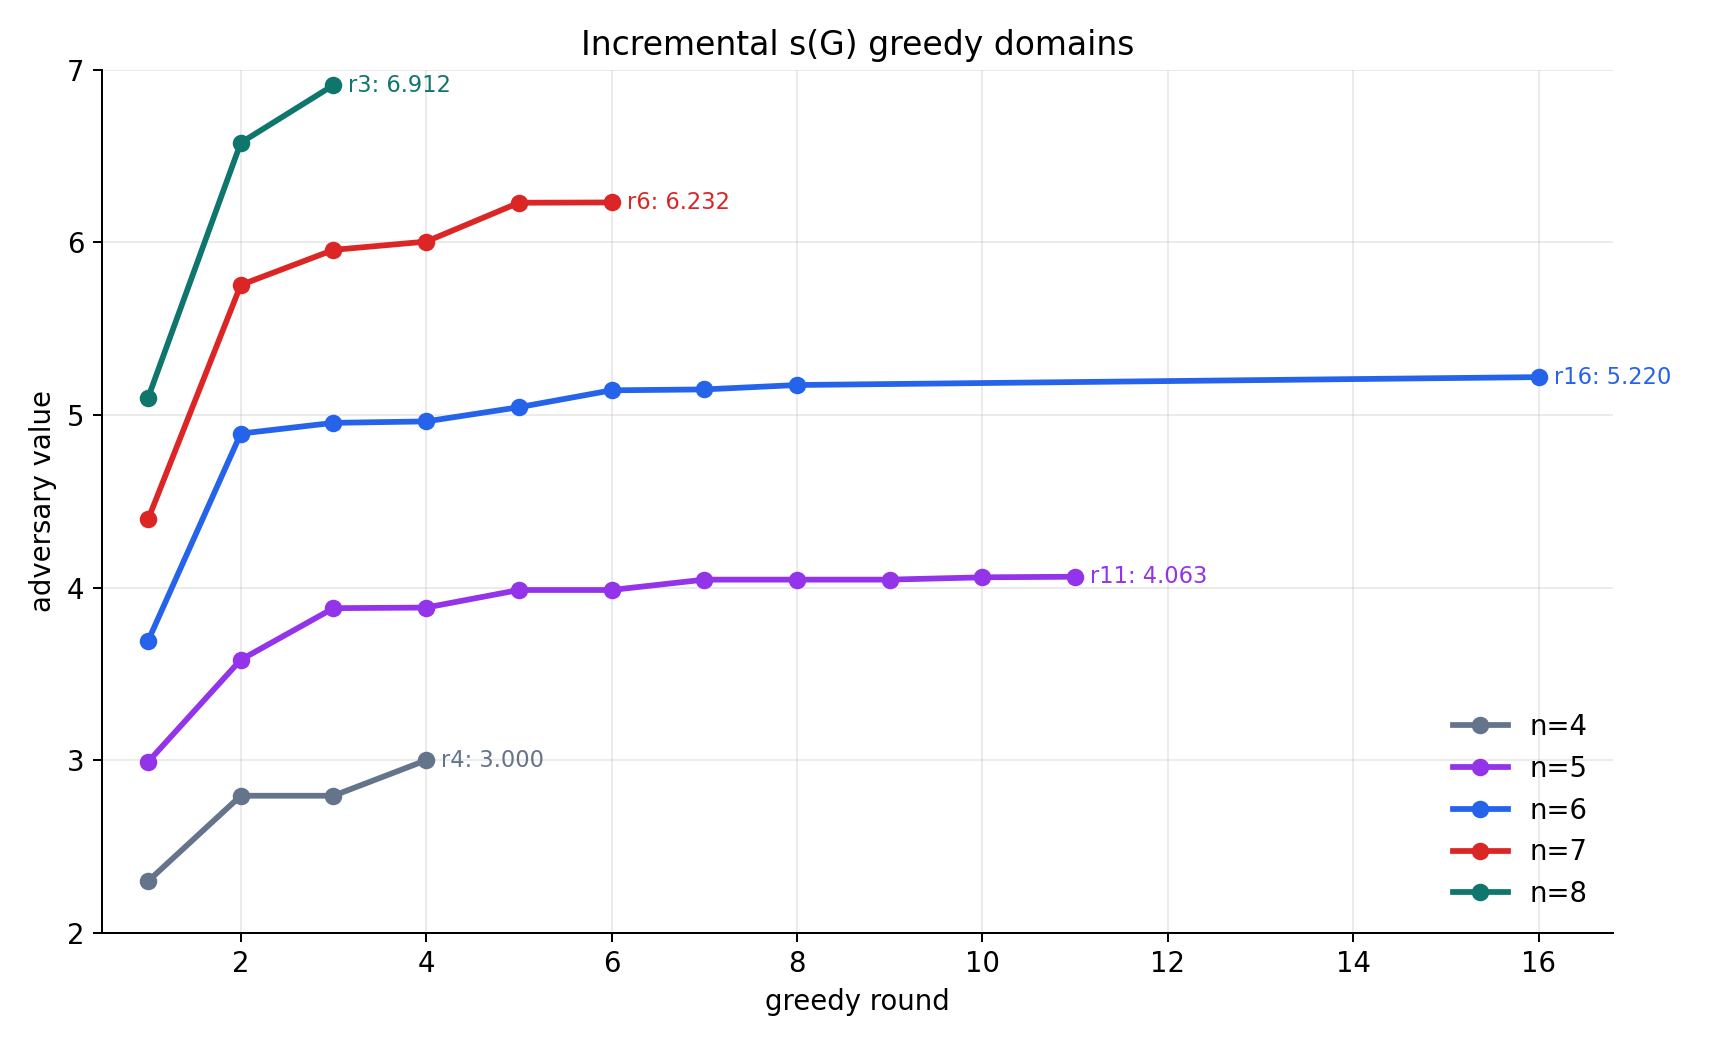 Incremental s(G) greedy domains
7
r3: 6.912
r6: 6.232
6
r16: 5.220
5
adversary value
r11: 4.063
4
r4: 3.000
3
n=4
n=5
n=6
n=7
n=8
2
2 4 6 8 10 12 14 16
greedy round